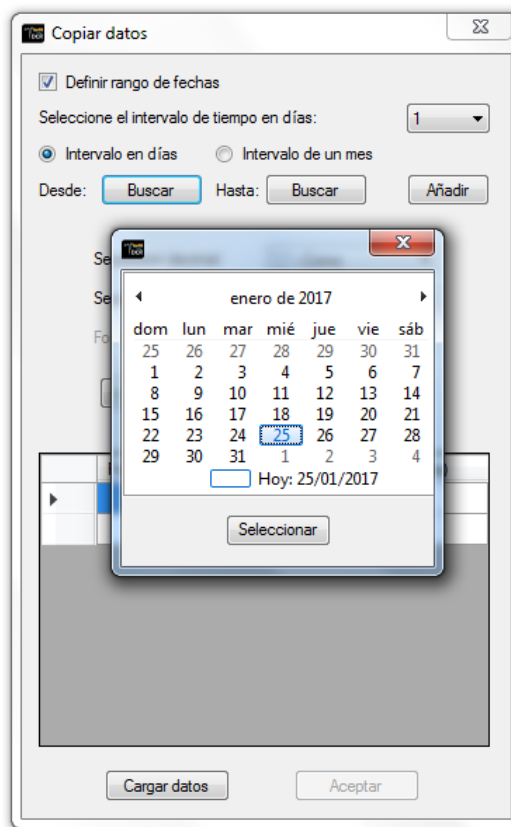 Copiar datos
Definir rango de fechas
Seleccione el intervalo de tiempo en días: 1
Intervalo en días Intervalo de un mes
Desde: Buscar Hasta: Buscar Añadir
enero de 2017
dom lun mar mié jue vie sáb
25 26 27 28 29 30 31
1 2 3 4 5 6 7
8 9 10 11 12 13 14
15 16 17 18 19 20 21
22 23 24 25 26 27 28
29 30 31 1 2 3 4
Hoy: 25/01/2017
Seleccionar
Cargar datos Aceptar